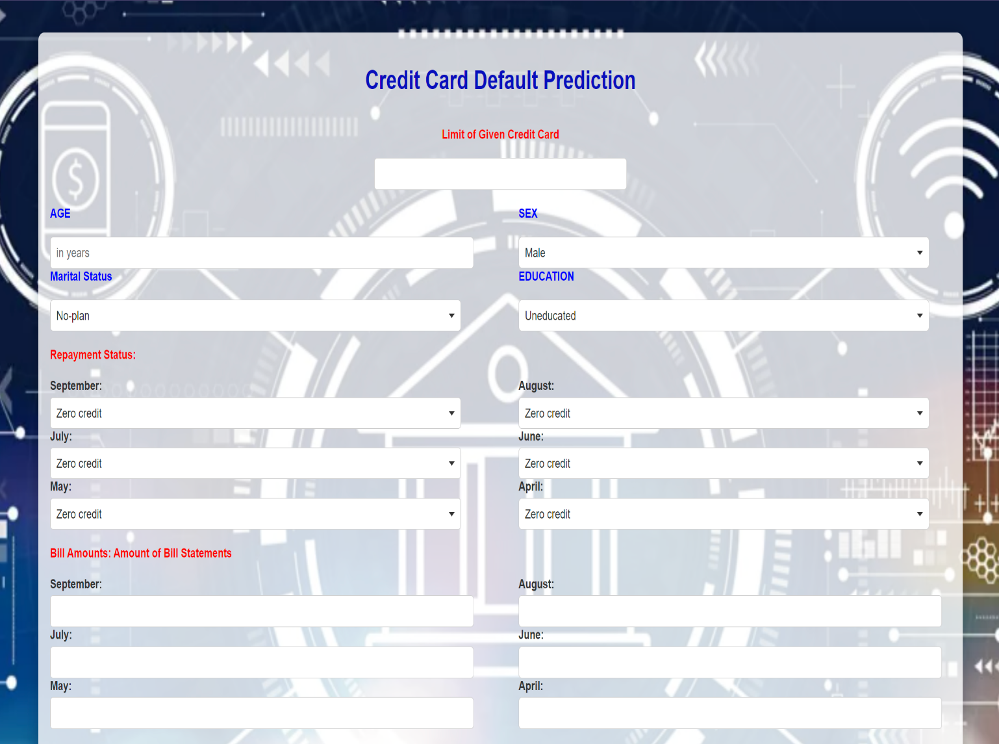 Credit Card Default Prediction
Limit of Given Credit Card
AGE
SEX
in years
Male
Marital Status
EDUCATION
No-plan
Uneducated
Repayment Status:
September:
August:
Zero credit
Zero credit
July:
June:
Zero credit
Zero credit
May:
April:
Zero credit
Zero credit
Bill Amounts: Amount of Bill Statements
September:
August:
July:
June:
May:
April: